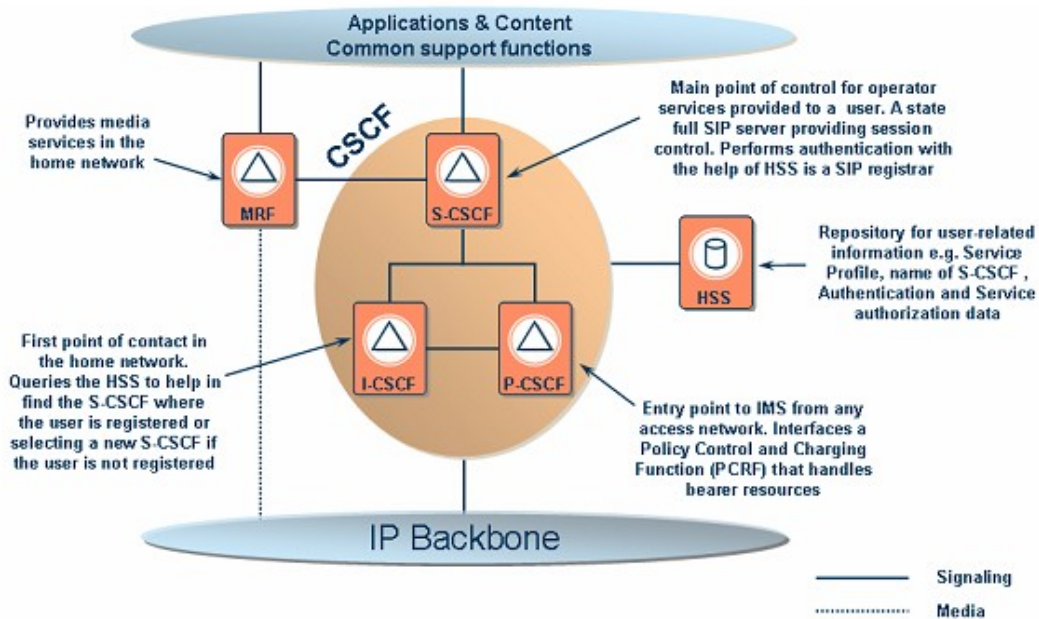 Applications & Content
Common support functions
Provides media
services in the
home network
CSCF
Main point of control for operator
services provided to a user. A state
full SIP server providing session
control. Performs authentication with
the help of HSS is a SIP registrar
MRF
S-CSCF
HSS
Repository for user-related
information e.g. Service
Profile, name of S-CSCF ,
Authentication and Service
authorization data
First point of contact in
the home network.
Queries the HSS to help in
find the S-CSCF where
the user is registered or
selecting a new S-CSCF if
the user is not registered
I-CSCF
P-CSCF
Entry point to IMS from any
access network. Interfaces a
Policy Control and Charging
Function (PCRF) that handles
bearer resources
IP Backbone
Signaling
Media